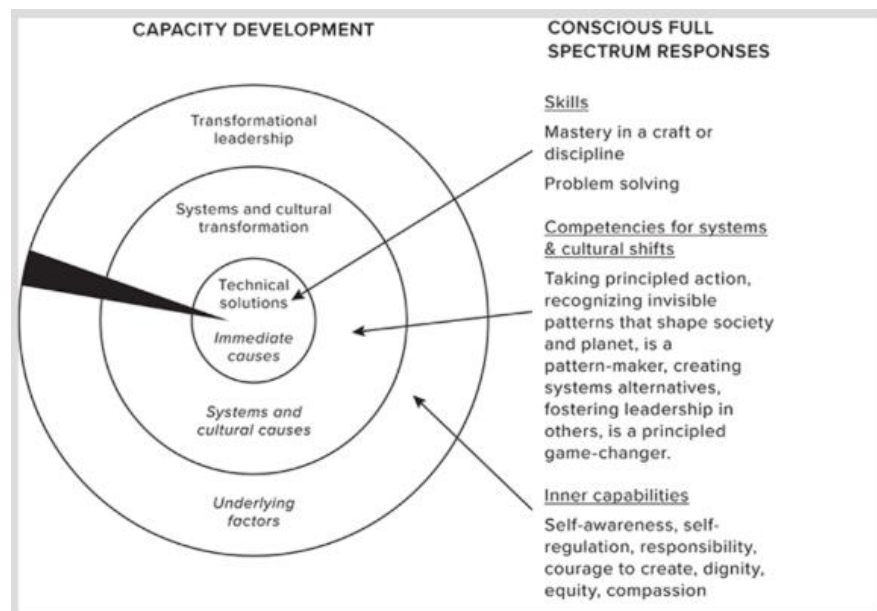 CAPACITY DEVELOPMENT
Transformational
leadership
Systems and cultural
transformation
Technical
solutions
Immediate
causes
Systems and
cultural causes
Underlying
factors
CONSCIOUS FULL
SPECTRUM RESPONSES
Skills
Mastery in a craft or
discipline
Problem solving
Competencies for systems
& cultural shifts
Taking principled action,
recognizing invisible
patterns that shape society
and planet, is a
pattern-maker, creating
systems alternatives,
fostering leadership in
others, is a principled
game-changer.
Inner capabilities
Self-awareness, self-
regulation, responsibility,
courage to create, dignity,
equity, compassion